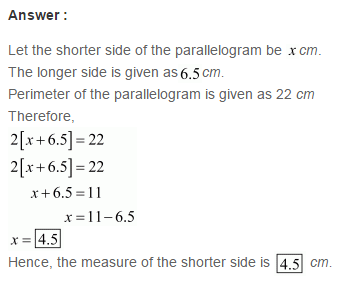 Answer :
Let the shorter side of the parallelogram be x cm.
The longer side is given as 6.5 cm.
Perimeter of the parallelogram is given as 22 cm
Therefore,
2[x+6.5]=22
2[x+6.5]=22
x+6.5=11
x=11−6.5
x=4.5
Hence, the measure of the shorter side is 4.5 cm.